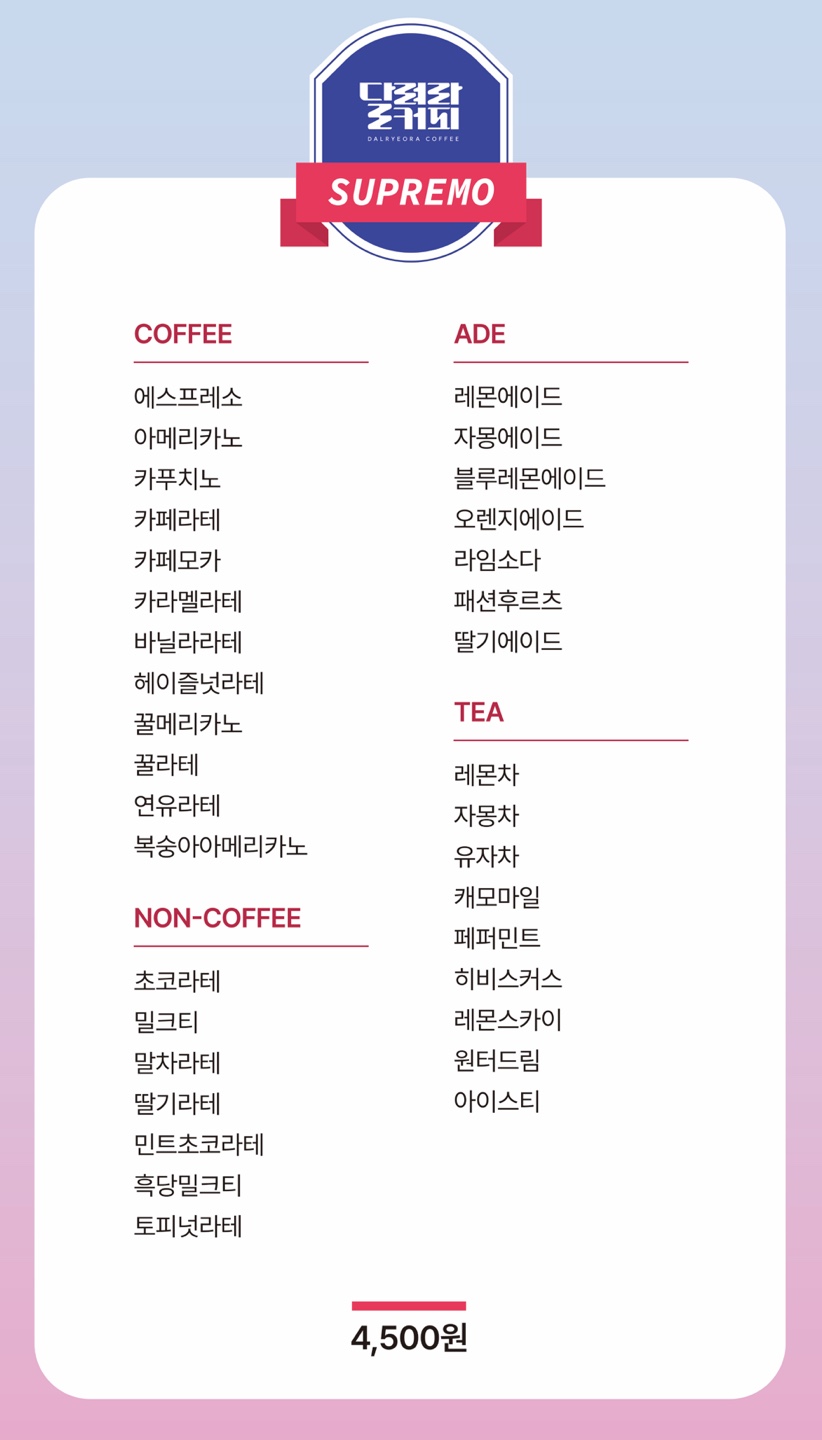 달려라
커피
DALRYEORA COFFEE
SUPREMO
COFFEE
에스프레소
아메리카노
카푸치노
카페라테
카페모카
카라멜라테
바닐라라테
헤이즐넛라테
꿀메리카노
꿀라테
연유라테
복숭아아메리카노
NON-COFFEE
초코라테
밀크티
말차라테
딸기라테
민트초코라테
흑당밀크티
토피넛라테
ADE
레몬에이드
자몽에이드
블루레몬에이드
오렌지에이드
라임소다
패션후르츠
딸기에이드
TEA
레몬차
자몽차
유자차
캐모마일
페퍼민트
히비스커스
레몬스카이
원터드림
아이스티
4,500원